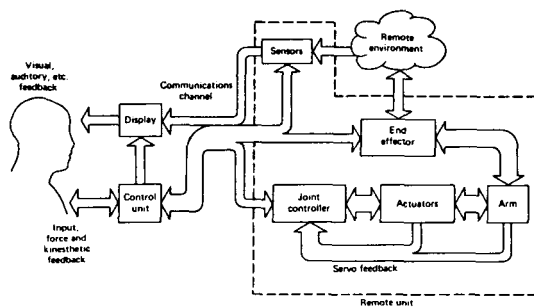 Visual,
auditory, etc.
feedback
Communications
channel
Sensors
Remote
environment
Display
End
effector
Control
unit
Joint
controller
Actuators
Arm
Input,
force and
kinesthetic
feedback
Servo feedback
Remote unit